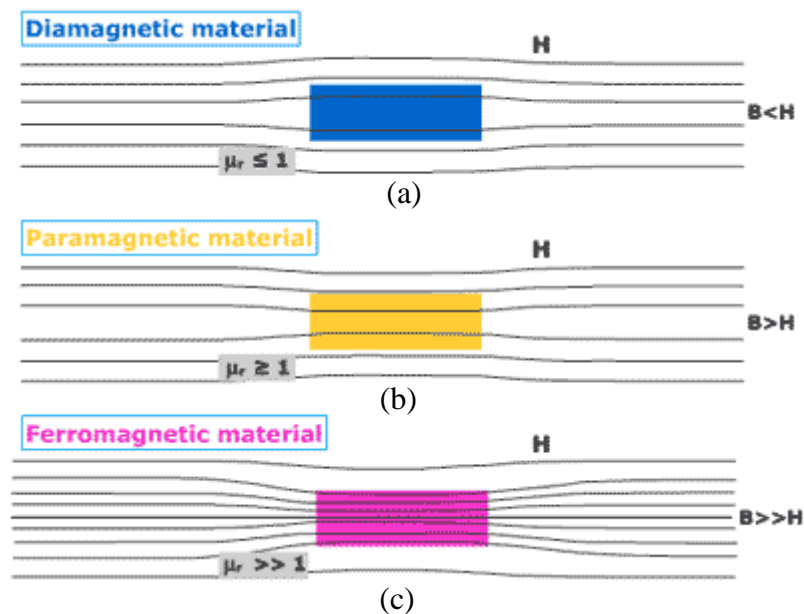 Diamagnetic material
H
B<H
μᵣ ≤ 1
(a)
Paramagnetic material
H
B>H
μᵣ ≥ 1
(b)
Ferromagnetic material
H
B>>H
μᵣ >> 1
(c)